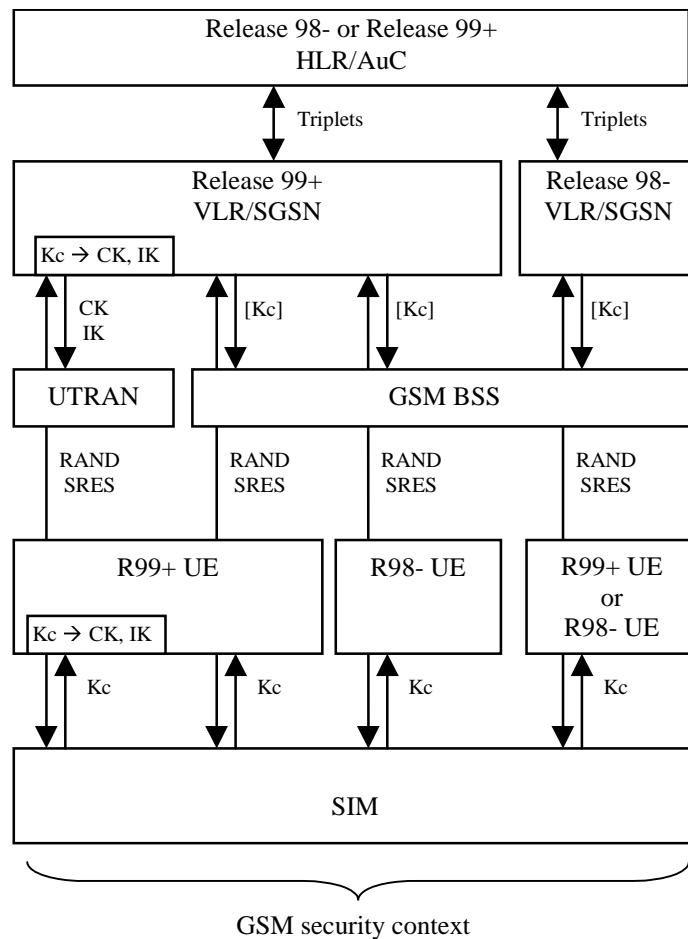 Release 98- or Release 99+
HLR/AuC
Triplets
Triplets
Release 99+
VLR/SGSN
Release 98-
VLR/SGSN
Kc → CK, IK
CK
IK
[Kc]
[Kc]
[Kc]
UTRAN
GSM BSS
RAND
SRES
RAND
SRES
RAND
SRES
RAND
SRES
R99+ UE
R98- UE
R99+ UE
or
R98- UE
Kc → CK, IK
Kc
Kc
Kc
Kc
SIM
GSM security context